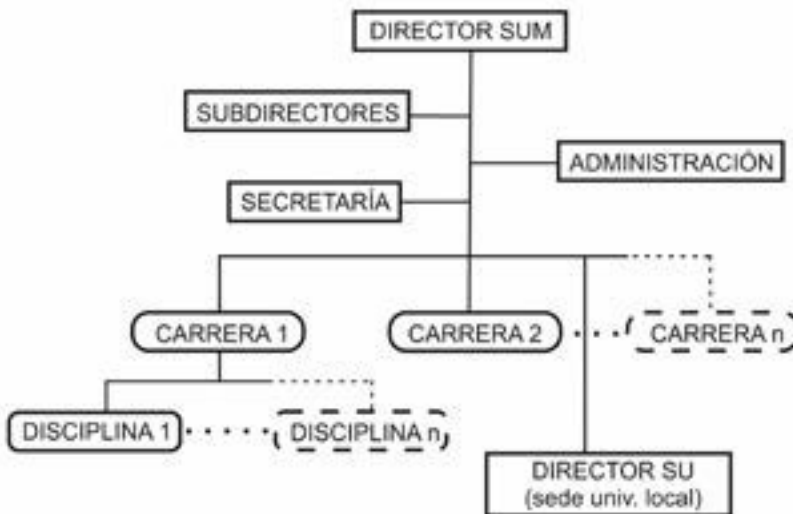 DIRECTOR SUM
SUBDIRECTORES
ADMINISTRACIÓN
SECRETARÍA
CARRERA 1
CARRERA 2
CARRERA n
DISCIPLINA 1
DISCIPLINA n
DIRECTOR SU
(sede univ. local)